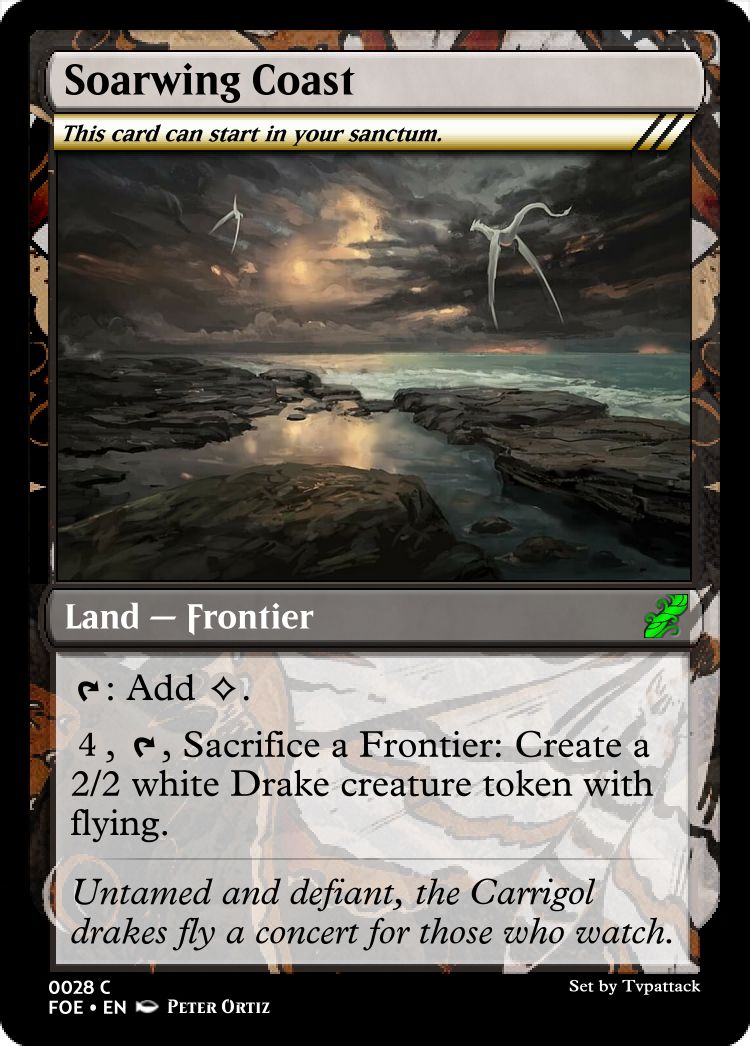 Soarwing Coast
This card can start in your sanctum.
Land — Frontier
: Add .
4 , , Sacrifice a Frontier: Create a
2/2 white Drake creature token with
flying.
Untamed and defiant, the Carrigol
drakes fly a concert for those who watch.
0028 C
Set by Tvpattack
FOE • EN Peter Ortiz